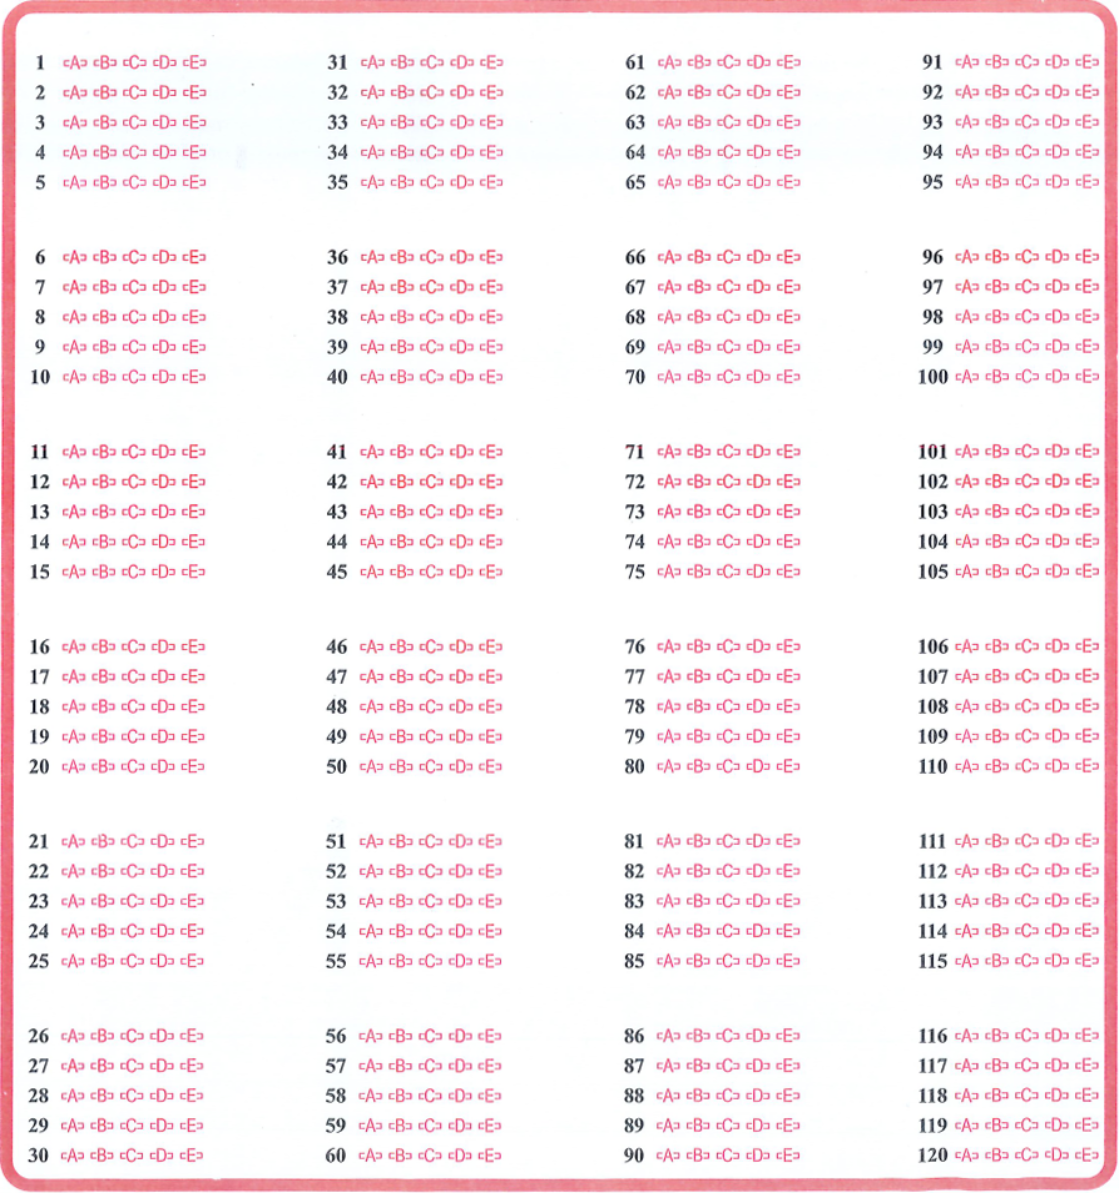 1 ⊏A⊐ ⊏B⊐ ⊏C⊐ ⊏D⊐ ⊏E⊐
2 ⊏A⊐ ⊏B⊐ ⊏C⊐ ⊏D⊐ ⊏E⊐
3 ⊏A⊐ ⊏B⊐ ⊏C⊐ ⊏D⊐ ⊏E⊐
4 ⊏A⊐ ⊏B⊐ ⊏C⊐ ⊏D⊐ ⊏E⊐
5 ⊏A⊐ ⊏B⊐ ⊏C⊐ ⊏D⊐ ⊏E⊐
6 ⊏A⊐ ⊏B⊐ ⊏C⊐ ⊏D⊐ ⊏E⊐
7 ⊏A⊐ ⊏B⊐ ⊏C⊐ ⊏D⊐ ⊏E⊐
8 ⊏A⊐ ⊏B⊐ ⊏C⊐ ⊏D⊐ ⊏E⊐
9 ⊏A⊐ ⊏B⊐ ⊏C⊐ ⊏D⊐ ⊏E⊐
10 ⊏A⊐ ⊏B⊐ ⊏C⊐ ⊏D⊐ ⊏E⊐
11 ⊏A⊐ ⊏B⊐ ⊏C⊐ ⊏D⊐ ⊏E⊐
12 ⊏A⊐ ⊏B⊐ ⊏C⊐ ⊏D⊐ ⊏E⊐
13 ⊏A⊐ ⊏B⊐ ⊏C⊐ ⊏D⊐ ⊏E⊐
14 ⊏A⊐ ⊏B⊐ ⊏C⊐ ⊏D⊐ ⊏E⊐
15 ⊏A⊐ ⊏B⊐ ⊏C⊐ ⊏D⊐ ⊏E⊐
16 ⊏A⊐ ⊏B⊐ ⊏C⊐ ⊏D⊐ ⊏E⊐
17 ⊏A⊐ ⊏B⊐ ⊏C⊐ ⊏D⊐ ⊏E⊐
18 ⊏A⊐ ⊏B⊐ ⊏C⊐ ⊏D⊐ ⊏E⊐
19 ⊏A⊐ ⊏B⊐ ⊏C⊐ ⊏D⊐ ⊏E⊐
20 ⊏A⊐ ⊏B⊐ ⊏C⊐ ⊏D⊐ ⊏E⊐
21 ⊏A⊐ ⊏B⊐ ⊏C⊐ ⊏D⊐ ⊏E⊐
22 ⊏A⊐ ⊏B⊐ ⊏C⊐ ⊏D⊐ ⊏E⊐
23 ⊏A⊐ ⊏B⊐ ⊏C⊐ ⊏D⊐ ⊏E⊐
24 ⊏A⊐ ⊏B⊐ ⊏C⊐ ⊏D⊐ ⊏E⊐
25 ⊏A⊐ ⊏B⊐ ⊏C⊐ ⊏D⊐ ⊏E⊐
26 ⊏A⊐ ⊏B⊐ ⊏C⊐ ⊏D⊐ ⊏E⊐
27 ⊏A⊐ ⊏B⊐ ⊏C⊐ ⊏D⊐ ⊏E⊐
28 ⊏A⊐ ⊏B⊐ ⊏C⊐ ⊏D⊐ ⊏E⊐
29 ⊏A⊐ ⊏B⊐ ⊏C⊐ ⊏D⊐ ⊏E⊐
30 ⊏A⊐ ⊏B⊐ ⊏C⊐ ⊏D⊐ ⊏E⊐
31 ⊏A⊐ ⊏B⊐ ⊏C⊐ ⊏D⊐ ⊏E⊐
32 ⊏A⊐ ⊏B⊐ ⊏C⊐ ⊏D⊐ ⊏E⊐
33 ⊏A⊐ ⊏B⊐ ⊏C⊐ ⊏D⊐ ⊏E⊐
34 ⊏A⊐ ⊏B⊐ ⊏C⊐ ⊏D⊐ ⊏E⊐
35 ⊏A⊐ ⊏B⊐ ⊏C⊐ ⊏D⊐ ⊏E⊐
36 ⊏A⊐ ⊏B⊐ ⊏C⊐ ⊏D⊐ ⊏E⊐
37 ⊏A⊐ ⊏B⊐ ⊏C⊐ ⊏D⊐ ⊏E⊐
38 ⊏A⊐ ⊏B⊐ ⊏C⊐ ⊏D⊐ ⊏E⊐
39 ⊏A⊐ ⊏B⊐ ⊏C⊐ ⊏D⊐ ⊏E⊐
40 ⊏A⊐ ⊏B⊐ ⊏C⊐ ⊏D⊐ ⊏E⊐
41 ⊏A⊐ ⊏B⊐ ⊏C⊐ ⊏D⊐ ⊏E⊐
42 ⊏A⊐ ⊏B⊐ ⊏C⊐ ⊏D⊐ ⊏E⊐
43 ⊏A⊐ ⊏B⊐ ⊏C⊐ ⊏D⊐ ⊏E⊐
44 ⊏A⊐ ⊏B⊐ ⊏C⊐ ⊏D⊐ ⊏E⊐
45 ⊏A⊐ ⊏B⊐ ⊏C⊐ ⊏D⊐ ⊏E⊐
46 ⊏A⊐ ⊏B⊐ ⊏C⊐ ⊏D⊐ ⊏E⊐
47 ⊏A⊐ ⊏B⊐ ⊏C⊐ ⊏D⊐ ⊏E⊐
48 ⊏A⊐ ⊏B⊐ ⊏C⊐ ⊏D⊐ ⊏E⊐
49 ⊏A⊐ ⊏B⊐ ⊏C⊐ ⊏D⊐ ⊏E⊐
50 ⊏A⊐ ⊏B⊐ ⊏C⊐ ⊏D⊐ ⊏E⊐
51 ⊏A⊐ ⊏B⊐ ⊏C⊐ ⊏D⊐ ⊏E⊐
52 ⊏A⊐ ⊏B⊐ ⊏C⊐ ⊏D⊐ ⊏E⊐
53 ⊏A⊐ ⊏B⊐ ⊏C⊐ ⊏D⊐ ⊏E⊐
54 ⊏A⊐ ⊏B⊐ ⊏C⊐ ⊏D⊐ ⊏E⊐
55 ⊏A⊐ ⊏B⊐ ⊏C⊐ ⊏D⊐ ⊏E⊐
56 ⊏A⊐ ⊏B⊐ ⊏C⊐ ⊏D⊐ ⊏E⊐
57 ⊏A⊐ ⊏B⊐ ⊏C⊐ ⊏D⊐ ⊏E⊐
58 ⊏A⊐ ⊏B⊐ ⊏C⊐ ⊏D⊐ ⊏E⊐
59 ⊏A⊐ ⊏B⊐ ⊏C⊐ ⊏D⊐ ⊏E⊐
60 ⊏A⊐ ⊏B⊐ ⊏C⊐ ⊏D⊐ ⊏E⊐
61 ⊏A⊐ ⊏B⊐ ⊏C⊐ ⊏D⊐ ⊏E⊐
62 ⊏A⊐ ⊏B⊐ ⊏C⊐ ⊏D⊐ ⊏E⊐
63 ⊏A⊐ ⊏B⊐ ⊏C⊐ ⊏D⊐ ⊏E⊐
64 ⊏A⊐ ⊏B⊐ ⊏C⊐ ⊏D⊐ ⊏E⊐
65 ⊏A⊐ ⊏B⊐ ⊏C⊐ ⊏D⊐ ⊏E⊐
66 ⊏A⊐ ⊏B⊐ ⊏C⊐ ⊏D⊐ ⊏E⊐
67 ⊏A⊐ ⊏B⊐ ⊏C⊐ ⊏D⊐ ⊏E⊐
68 ⊏A⊐ ⊏B⊐ ⊏C⊐ ⊏D⊐ ⊏E⊐
69 ⊏A⊐ ⊏B⊐ ⊏C⊐ ⊏D⊐ ⊏E⊐
70 ⊏A⊐ ⊏B⊐ ⊏C⊐ ⊏D⊐ ⊏E⊐
71 ⊏A⊐ ⊏B⊐ ⊏C⊐ ⊏D⊐ ⊏E⊐
72 ⊏A⊐ ⊏B⊐ ⊏C⊐ ⊏D⊐ ⊏E⊐
73 ⊏A⊐ ⊏B⊐ ⊏C⊐ ⊏D⊐ ⊏E⊐
74 ⊏A⊐ ⊏B⊐ ⊏C⊐ ⊏D⊐ ⊏E⊐
75 ⊏A⊐ ⊏B⊐ ⊏C⊐ ⊏D⊐ ⊏E⊐
76 ⊏A⊐ ⊏B⊐ ⊏C⊐ ⊏D⊐ ⊏E⊐
77 ⊏A⊐ ⊏B⊐ ⊏C⊐ ⊏D⊐ ⊏E⊐
78 ⊏A⊐ ⊏B⊐ ⊏C⊐ ⊏D⊐ ⊏E⊐
79 ⊏A⊐ ⊏B⊐ ⊏C⊐ ⊏D⊐ ⊏E⊐
80 ⊏A⊐ ⊏B⊐ ⊏C⊐ ⊏D⊐ ⊏E⊐
81 ⊏A⊐ ⊏B⊐ ⊏C⊐ ⊏D⊐ ⊏E⊐
82 ⊏A⊐ ⊏B⊐ ⊏C⊐ ⊏D⊐ ⊏E⊐
83 ⊏A⊐ ⊏B⊐ ⊏C⊐ ⊏D⊐ ⊏E⊐
84 ⊏A⊐ ⊏B⊐ ⊏C⊐ ⊏D⊐ ⊏E⊐
85 ⊏A⊐ ⊏B⊐ ⊏C⊐ ⊏D⊐ ⊏E⊐
86 ⊏A⊐ ⊏B⊐ ⊏C⊐ ⊏D⊐ ⊏E⊐
87 ⊏A⊐ ⊏B⊐ ⊏C⊐ ⊏D⊐ ⊏E⊐
88 ⊏A⊐ ⊏B⊐ ⊏C⊐ ⊏D⊐ ⊏E⊐
89 ⊏A⊐ ⊏B⊐ ⊏C⊐ ⊏D⊐ ⊏E⊐
90 ⊏A⊐ ⊏B⊐ ⊏C⊐ ⊏D⊐ ⊏E⊐
91 ⊏A⊐ ⊏B⊐ ⊏C⊐ ⊏D⊐ ⊏E⊐
92 ⊏A⊐ ⊏B⊐ ⊏C⊐ ⊏D⊐ ⊏E⊐
93 ⊏A⊐ ⊏B⊐ ⊏C⊐ ⊏D⊐ ⊏E⊐
94 ⊏A⊐ ⊏B⊐ ⊏C⊐ ⊏D⊐ ⊏E⊐
95 ⊏A⊐ ⊏B⊐ ⊏C⊐ ⊏D⊐ ⊏E⊐
96 ⊏A⊐ ⊏B⊐ ⊏C⊐ ⊏D⊐ ⊏E⊐
97 ⊏A⊐ ⊏B⊐ ⊏C⊐ ⊏D⊐ ⊏E⊐
98 ⊏A⊐ ⊏B⊐ ⊏C⊐ ⊏D⊐ ⊏E⊐
99 ⊏A⊐ ⊏B⊐ ⊏C⊐ ⊏D⊐ ⊏E⊐
100 ⊏A⊐ ⊏B⊐ ⊏C⊐ ⊏D⊐ ⊏E⊐
101 ⊏A⊐ ⊏B⊐ ⊏C⊐ ⊏D⊐ ⊏E⊐
102 ⊏A⊐ ⊏B⊐ ⊏C⊐ ⊏D⊐ ⊏E⊐
103 ⊏A⊐ ⊏B⊐ ⊏C⊐ ⊏D⊐ ⊏E⊐
104 ⊏A⊐ ⊏B⊐ ⊏C⊐ ⊏D⊐ ⊏E⊐
105 ⊏A⊐ ⊏B⊐ ⊏C⊐ ⊏D⊐ ⊏E⊐
106 ⊏A⊐ ⊏B⊐ ⊏C⊐ ⊏D⊐ ⊏E⊐
107 ⊏A⊐ ⊏B⊐ ⊏C⊐ ⊏D⊐ ⊏E⊐
108 ⊏A⊐ ⊏B⊐ ⊏C⊐ ⊏D⊐ ⊏E⊐
109 ⊏A⊐ ⊏B⊐ ⊏C⊐ ⊏D⊐ ⊏E⊐
110 ⊏A⊐ ⊏B⊐ ⊏C⊐ ⊏D⊐ ⊏E⊐
111 ⊏A⊐ ⊏B⊐ ⊏C⊐ ⊏D⊐ ⊏E⊐
112 ⊏A⊐ ⊏B⊐ ⊏C⊐ ⊏D⊐ ⊏E⊐
113 ⊏A⊐ ⊏B⊐ ⊏C⊐ ⊏D⊐ ⊏E⊐
114 ⊏A⊐ ⊏B⊐ ⊏C⊐ ⊏D⊐ ⊏E⊐
115 ⊏A⊐ ⊏B⊐ ⊏C⊐ ⊏D⊐ ⊏E⊐
116 ⊏A⊐ ⊏B⊐ ⊏C⊐ ⊏D⊐ ⊏E⊐
117 ⊏A⊐ ⊏B⊐ ⊏C⊐ ⊏D⊐ ⊏E⊐
118 ⊏A⊐ ⊏B⊐ ⊏C⊐ ⊏D⊐ ⊏E⊐
119 ⊏A⊐ ⊏B⊐ ⊏C⊐ ⊏D⊐ ⊏E⊐
120 ⊏A⊐ ⊏B⊐ ⊏C⊐ ⊏D⊐ ⊏E⊐